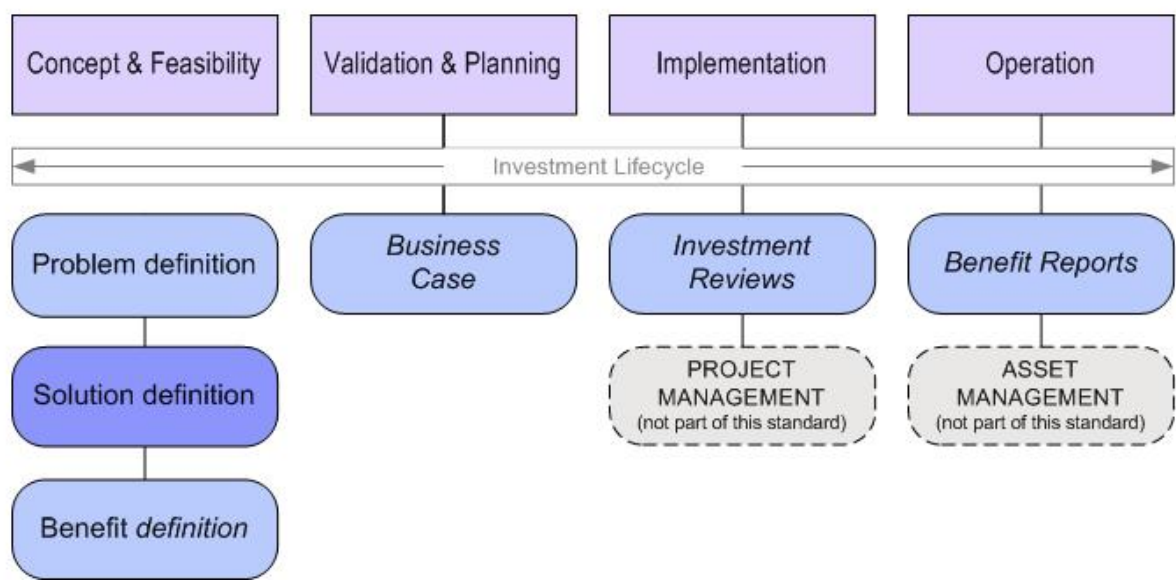 Concept & Feasibility
Validation & Planning
Implementation
Operation
Investment Lifecycle
Problem definition
Business
Case
Investment
Reviews
Benefit Reports
Solution definition
PROJECT
MANAGEMENT
(not part of this standard)
ASSET
MANAGEMENT
(not part of this standard)
Benefit definition